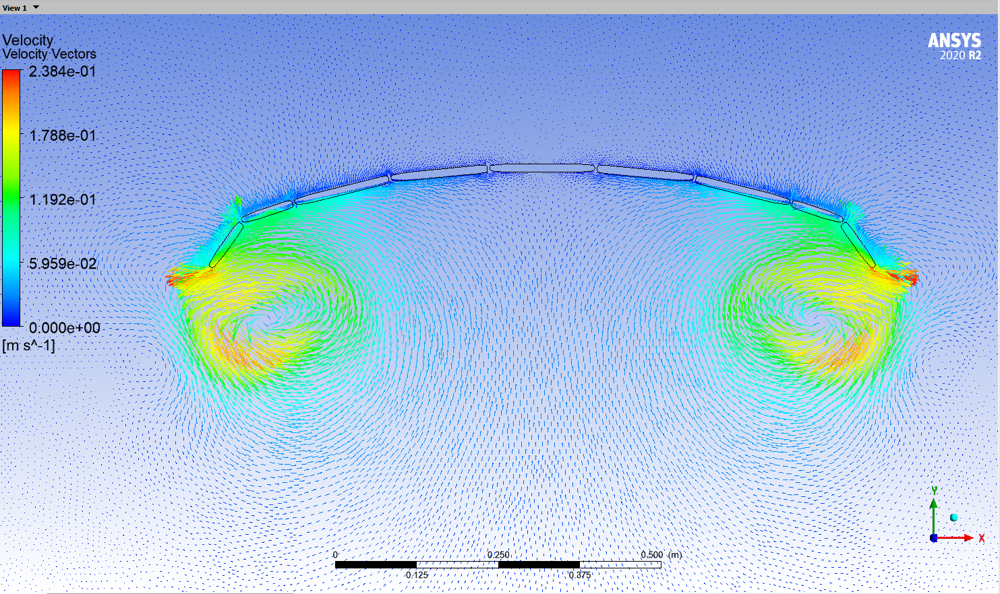 View 1
Velocity
Velocity Vectors
2.384e-01
1.788e-01
1.192e-01
5.959e-02
0.000e+00
[m s^-1]
ANSYS
2020 R2
Y
X
0 0.250 0.500 (m)
0.125 0.375